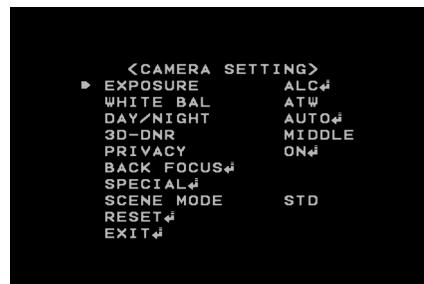 <CAMERA SETTING>
EXPOSURE ALC↲
WHITE BAL ATW
DAY/NIGHT AUTO↲
3D-DNR MIDDLE
PRIVACY ON↲
BACK FOCUS↲
SPECIAL↲
SCENE MODE STD
RESET↲
EXIT↲